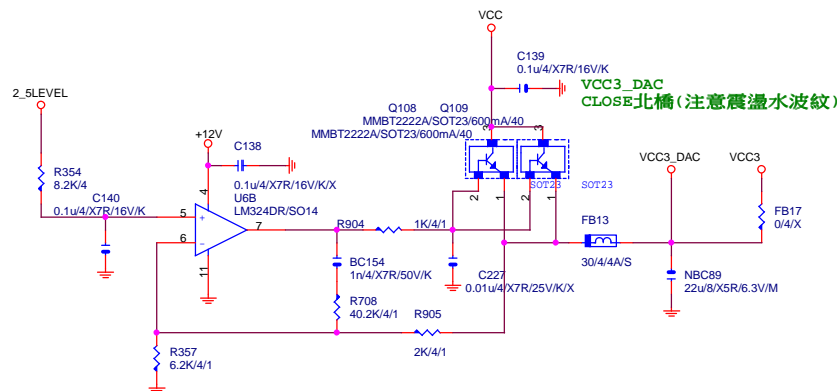 VCC
C139
0.1u/4/X7R/16V/K
VCC3_DAC
CLOSE北橋(注意震盪水波紋)
2_5LEVEL
Q108 Q109
MMBT2222A/SOT23/600mA/40
MMBT2222A/SOT23/600mA/40
+12V
C138
0.1u/4/X7R/16V/K/X
U6B
LM324DR/SO14
3
3
SOT23 SOT23
2
1
2
1
VCC3_DAC
VCC3
R354
8.2K/4
C140
0.1u/4/X7R/16V/K
4
5
+
6
-
7
11
R904
1K/4/1
FB13
30/4/4A/S
FB17
0/4/X
BC154
1n/4/X7R/50V/K
C227
0.01u/4/X7R/25V/K/X
NBC89
22u/8/X5R/6.3V/M
R708
40.2K/4/1
R905
2K/4/1
R357
6.2K/4/1